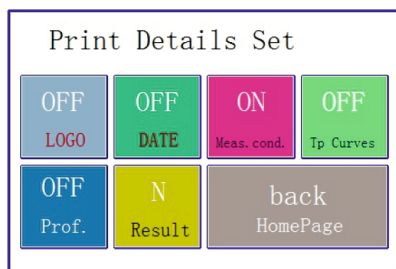 Print Details Set
OFF OFF ON OFF
LOGO DATE Meas.cond. Tp Curves
OFF N back
Prof. Result HomePage